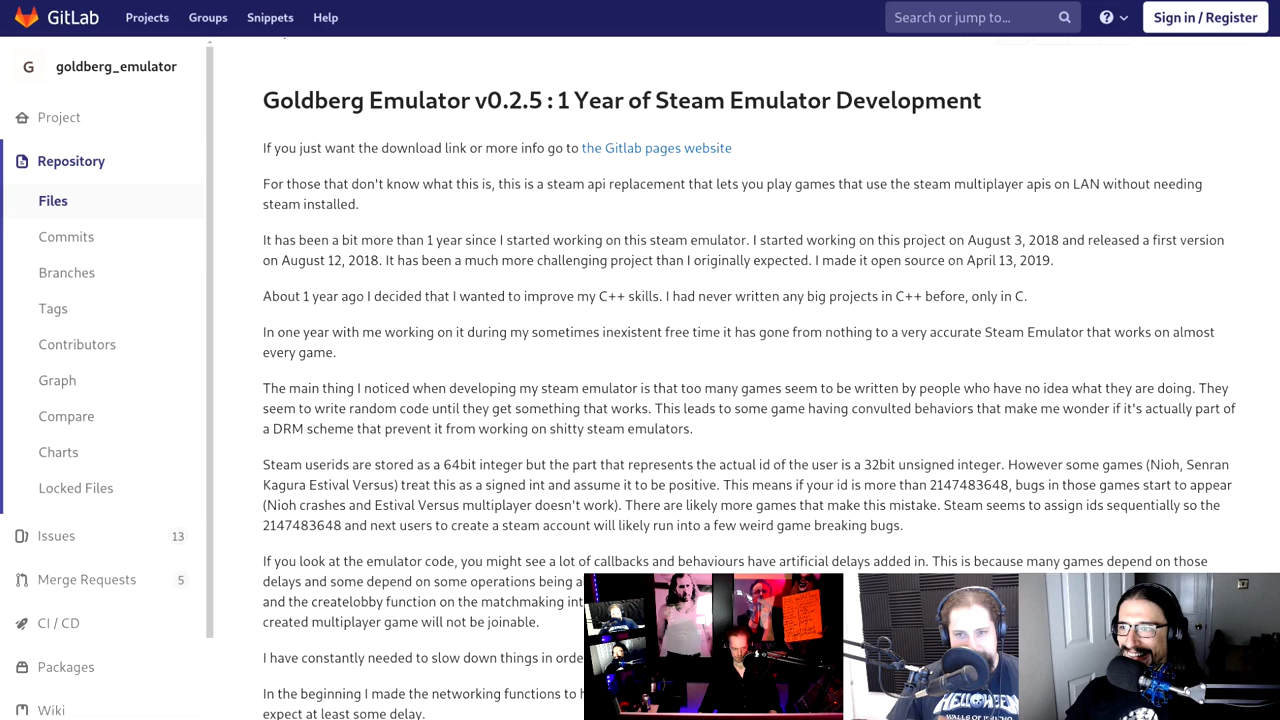 GitLab Projects Groups Snippets Help Search or jump to... Sign in / Register
G goldberg_emulator
Project
Repository
Files
Commits
Branches
Tags
Contributors
Graph
Compare
Charts
Locked Files
Issues 13
Merge Requests 5
CI / CD
Packages
Wiki
Goldberg Emulator v0.2.5 : 1 Year of Steam Emulator Development
If you just want the download link or more info go to the Gitlab pages website
For those that don't know what this is, this is a steam api replacement that lets you play games that use the steam multiplayer apis on LAN without needing
steam installed.
It has been a bit more than 1 year since I started working on this steam emulator. I started working on this project on August 3, 2018 and released a first version
on August 12, 2018. It has been a much more challenging project than I originally expected. I made it open source on April 13, 2019.
About 1 year ago I decided that I wanted to improve my C++ skills. I had never written any big projects in C++ before, only in C.
In one year with me working on it during my sometimes inexistent free time it has gone from nothing to a very accurate Steam Emulator that works on almost
every game.
The main thing I noticed when developing my steam emulator is that too many games seem to be written by people who have no idea what they are doing. They
seem to write random code until they get something that works. This leads to some game having convulted behaviors that make me wonder if it's actually part of
a DRM scheme that prevent it from working on shitty steam emulators.
Steam userids are stored as a 64bit integer but the part that represents the actual id of the user is a 32bit unsigned integer. However some games (Nioh, Senran
Kagura Estival Versus) treat this as a signed int and assume it to be positive. This means if your id is more than 2147483648, bugs in those games start to appear
(Nioh crashes and Estival Versus multiplayer doesn't work). There are likely more games that make this mistake. Steam seems to assign ids sequentially so the
2147483648 and next users to create a steam account will likely run into a few weird game breaking bugs.
If you look at the emulator code, you might see a lot of callbacks and behaviours have artificial delays added in. This is because many games depend on those
delays and some depend on some operations being a
and the createlobby function on the matchmaking int
created multiplayer game will not be joinable.
I have constantly needed to slow down things in orde
In the beginning I made the networking functions to h
expect at least some delay.
HELLOWEEN
WALLS OF JERICHO